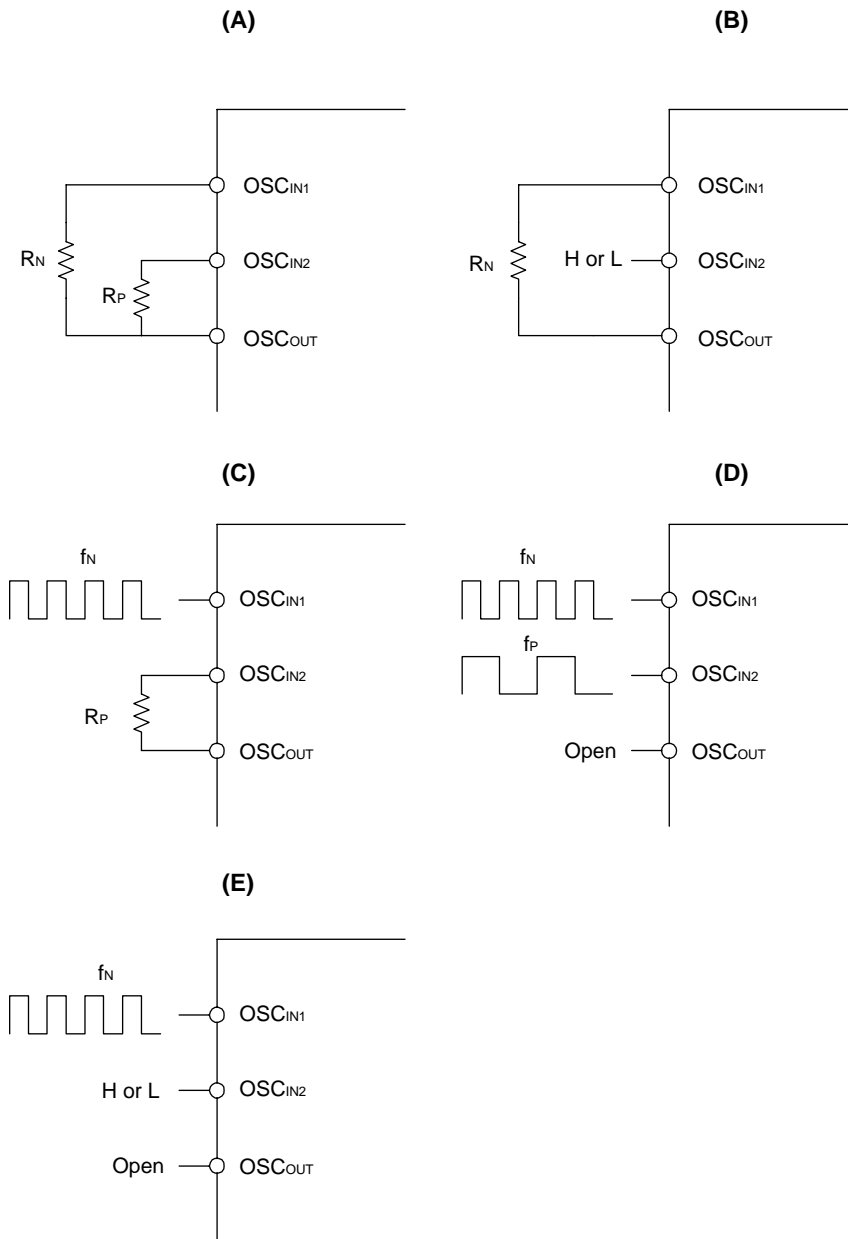 (A)
OSCIN1
RN
OSCIN2
RP
OSCOUT
(B)
OSCIN1
RN
H or L
OSCIN2
OSCOUT
(C)
fN
OSCIN1
OSCIN2
RP
OSCOUT
(D)
fN
OSCIN1
fP
OSCIN2
Open
OSCOUT
(E)
fN
OSCIN1
H or L
OSCIN2
Open
OSCOUT